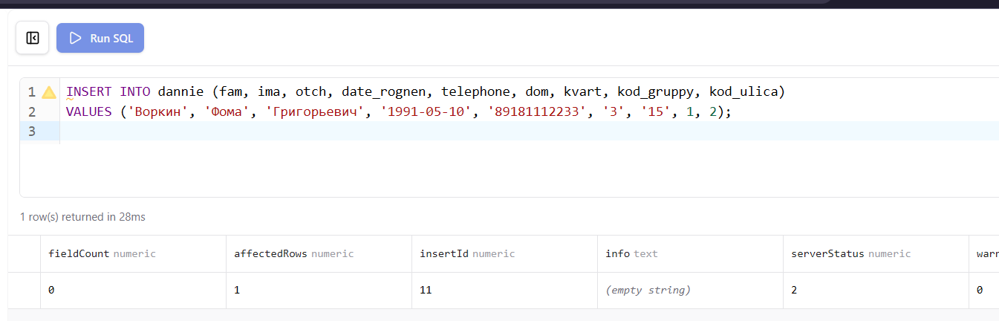 Run SQL
1 INSERT INTO dannie (fam, ima, otch, date_rognen, telephone, dom, kvart, kod_gruppy, kod_ulica)
2 VALUES ('Воркин', 'Фома', 'Григорьевич', '1991-05-10', '89181112233', '3', '15', 1, 2);
3
1 row(s) returned in 28ms
fieldCount numeric affectedRows numeric insertId numeric info text serverStatus numeric warr
0 1 11 (empty string) 2 0